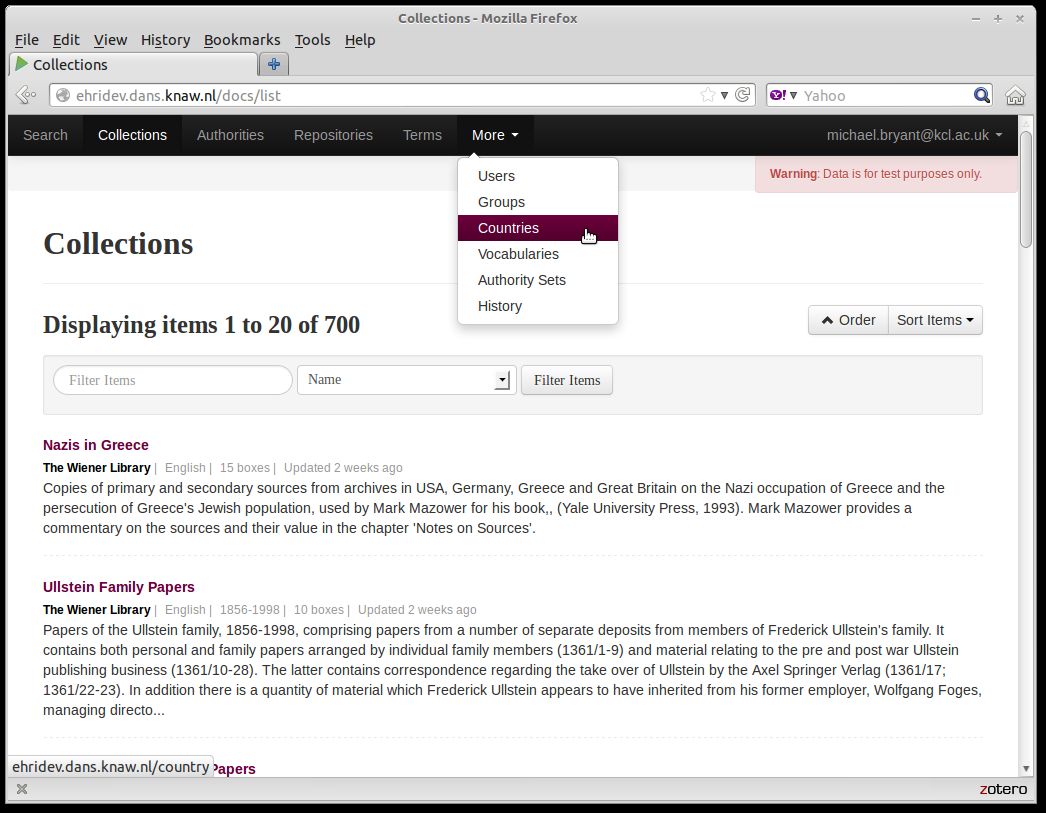 Collections - Mozilla Firefox
File Edit View History Bookmarks Tools Help
Collections
ehridev.dans.knaw.nl/docs/list
Yahoo
Search Collections Authorities Repositories Terms More michael.bryant@kcl.ac.uk
Users
Groups
Countries
Vocabularies
Authority Sets
History
Warning: Data is for test purposes only.
Collections
Displaying items 1 to 20 of 700
Order Sort Items
Filter Items Name Filter Items
Nazis in Greece
The Wiener Library | English | 15 boxes | Updated 2 weeks ago
Copies of primary and secondary sources from archives in USA, Germany, Greece and Great Britain on the Nazi occupation of Greece and the
persecution of Greece's Jewish population, used by Mark Mazower for his book,, (Yale University Press, 1993). Mark Mazower provides a
commentary on the sources and their value in the chapter 'Notes on Sources'.
Ullstein Family Papers
The Wiener Library | English | 1856-1998 | 10 boxes | Updated 2 weeks ago
Papers of the Ullstein family, 1856-1998, comprising papers from a number of separate deposits from members of Frederick Ullstein's family. It
contains both personal and family papers arranged by individual family members (1361/1-9) and material relating to the pre and post war Ullstein
publishing business (1361/10-28). The latter contains correspondence regarding the take over of Ullstein by the Axel Springer Verlag (1361/17;
1361/22-23). In addition there is a quantity of material which Frederick Ullstein appears to have inherited from his former employer, Wolfgang Foges,
managing directo...
ehridev.dans.knaw.nl/country Papers
zotero